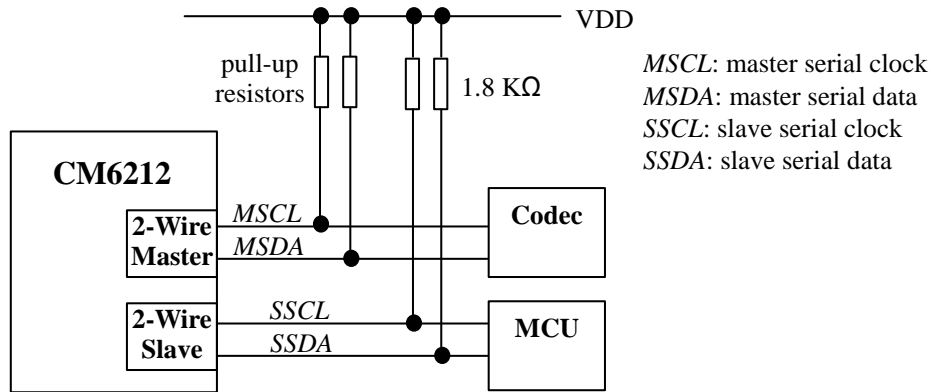 VDD
pull-up
resistors
1.8 KΩ
MSCL: master serial clock
MSDA: master serial data
SSCL: slave serial clock
SSDA: slave serial data
CM6212
2-Wire
Master
MSCL
MSDA
Codec
2-Wire
Slave
SSCL
SSDA
MCU